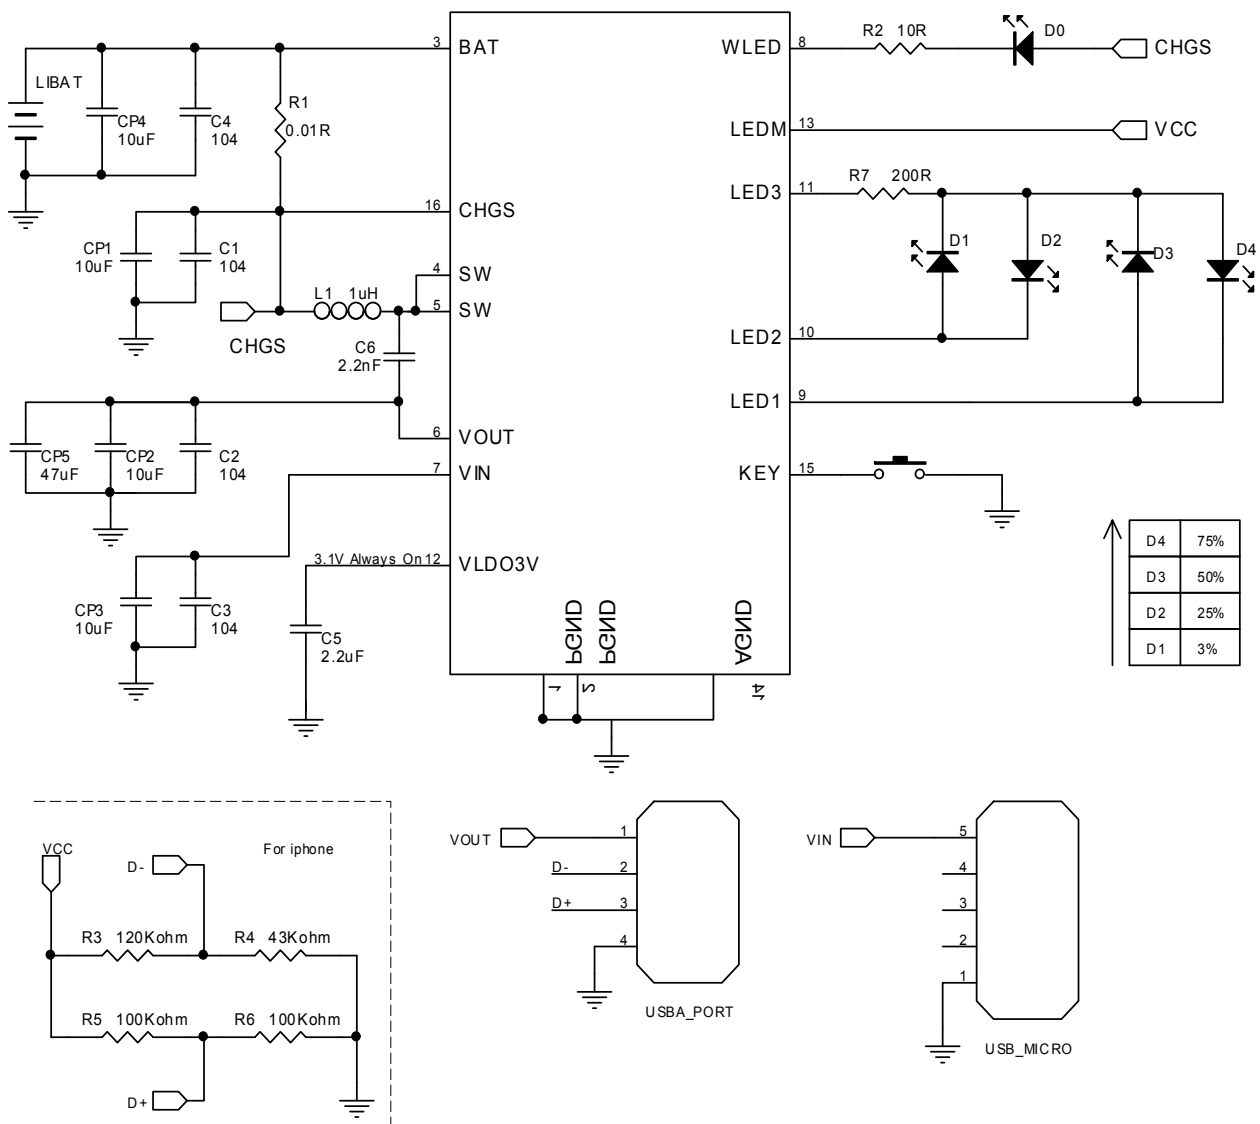 3 BAT
WLED 8
R2 10R
D0
CHGS
LIBAT
CP4
10uF
C4
104
R1
0.01R
LEDM 13
VCC
16 CHGS
LED3 11
R7 200R
CP1
10uF
C1
104
D1
D2
D3
D4
4 SW
5 SW
L1 1uH
CHGS
C6
2.2nF
LED2 10
LED1 9
CP5
47uF
CP2
10uF
C2
104
6 VOUT
7 VIN
KEY 15
3.1V Always On 12 VLDO3V
CP3
10uF
C3
104
C5
2.2uF
PGND
PGND
AGND
1
2
14
D4 75%
D3 50%
D2 25%
D1 3%
VCC
D-
For iphone
R3 120Kohm
R4 43Kohm
R5 100Kohm
R6 100Kohm
D+
VOUT
1
D- 2
D+ 3
4
USBA_PORT
VIN
5
4
3
2
1
USB_MICRO